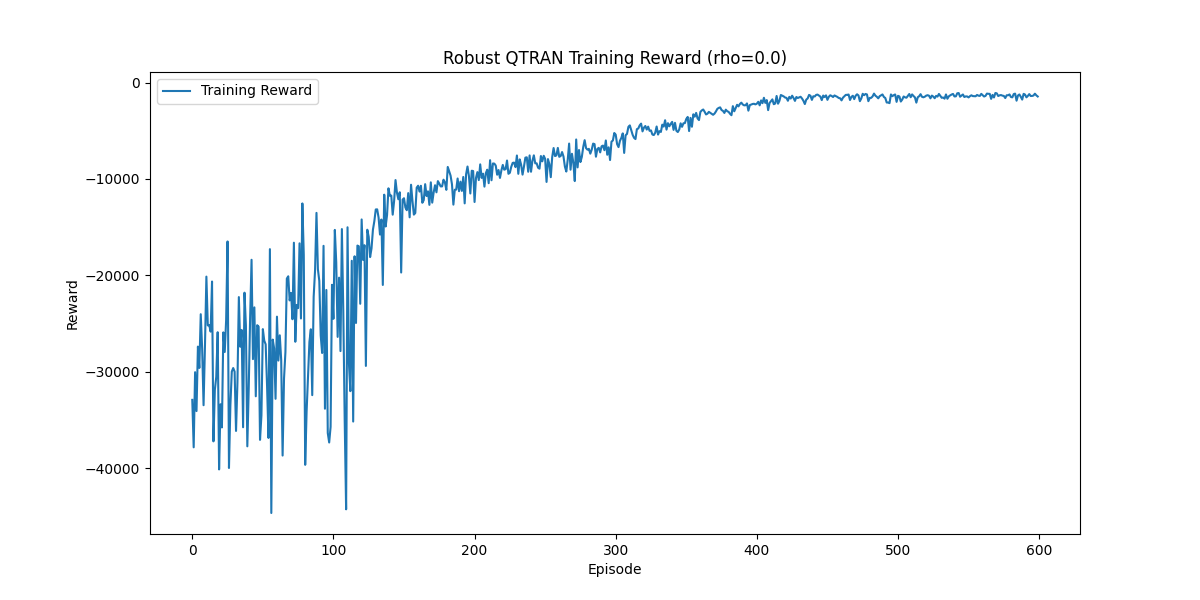 Robust QTRAN Training Reward (rho=0.0)
Training Reward
0
−10000
−20000
−30000
−40000
Reward
0 100 200 300 400 500 600
Episode